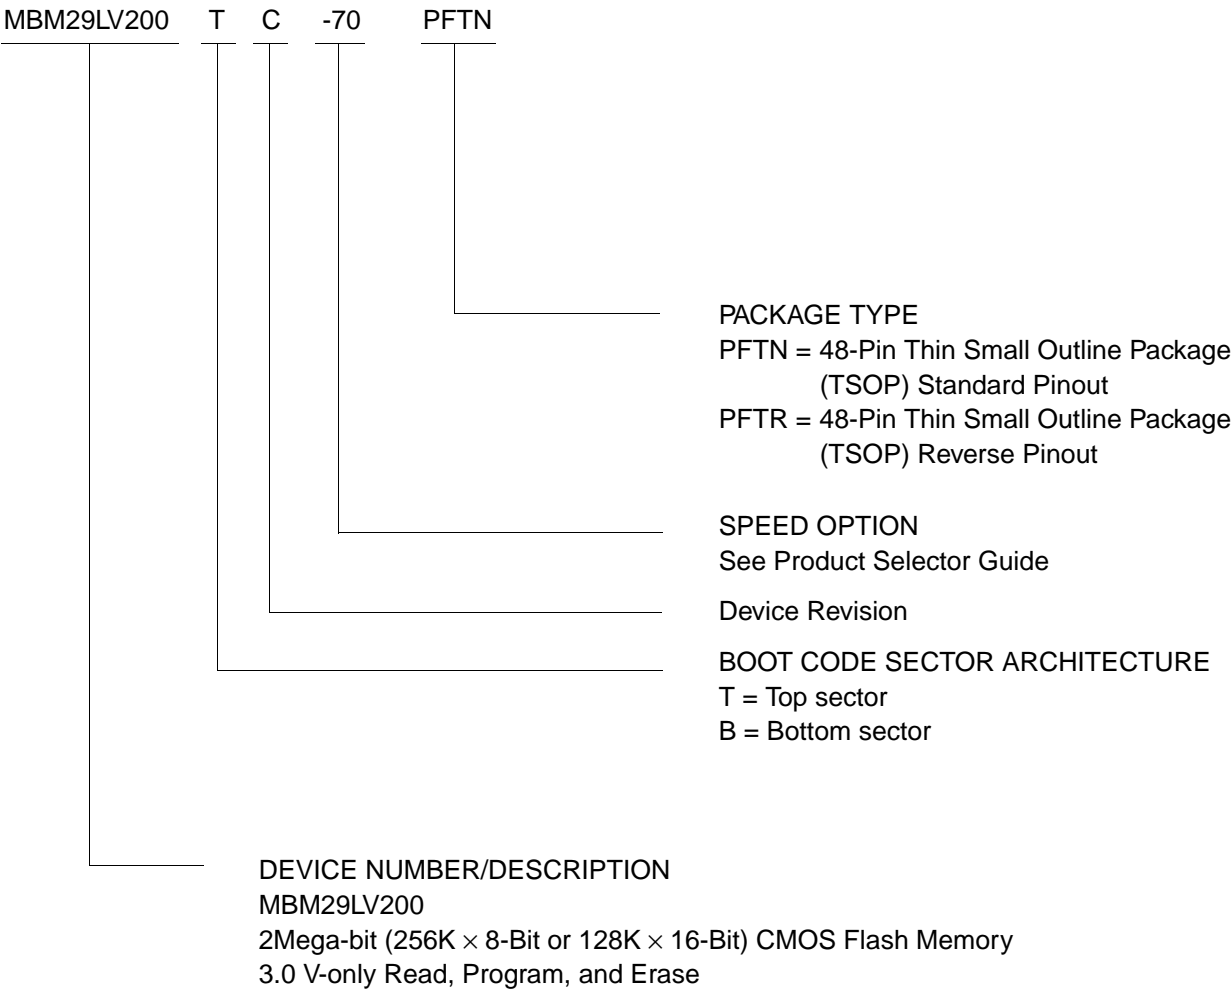 MBM29LV200 T C -70 PFTN
PACKAGE TYPE
PFTN = 48-Pin Thin Small Outline Package
(TSOP) Standard Pinout
PFTR = 48-Pin Thin Small Outline Package
(TSOP) Reverse Pinout
SPEED OPTION
See Product Selector Guide
Device Revision
BOOT CODE SECTOR ARCHITECTURE
T = Top sector
B = Bottom sector
DEVICE NUMBER/DESCRIPTION
MBM29LV200
2Mega-bit (256K × 8-Bit or 128K × 16-Bit) CMOS Flash Memory
3.0 V-only Read, Program, and Erase